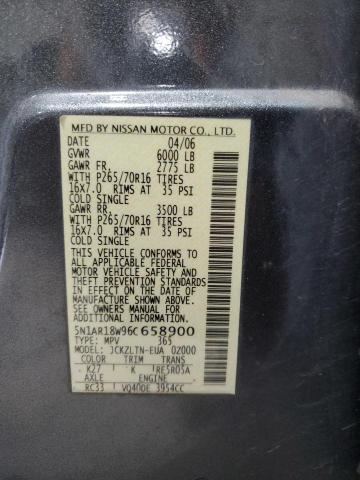 MFD BY NISSAN MOTOR CO., LTD.
DATE 04/06
GVWR 6000 LB
GAWR FR, 2775 LB
WITH P265/70R16 TIRES
16X7.0 RIMS AT 35 PSI
COLD SINGLE
GAWR RR, 3500 LB
WITH P265/70R16 TIRES
16X7.0 RIMS AT 35 PSI
COLD SINGLE
THIS VEHICLE CONFORMS TO
ALL APPLICABLE FEDERAL
MOTOR VEHICLE SAFETY AND
THEFT PREVENTION STANDARDS
IN EFFECT ON THE DATE OF
MANUFACTURE SHOWN ABOVE.
SEE OWNERS MANUAL FOR
ADDITIONAL INFORMATION
5N1AR18W96C 658900
TYPE: MPV 365
MODEL: JCKZLTN-EUA 02000
COLOR TRIM TRANS
K27 K RE5R05A
AXLE ENGINE
RC33 VQ40DE 3954CC